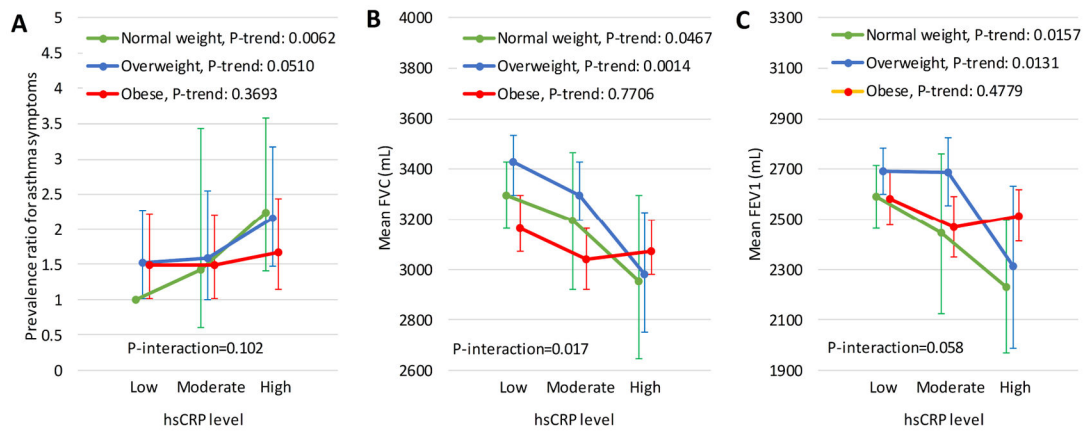 A
Prevalence ratio for asthma symptoms
5
4.5
4
3.5
3
2.5
2
1.5
1
0.5
0
Normal weight, P-trend: 0.0062
Overweight, P-trend: 0.0510
Obese, P-trend: 0.3693
P-interaction=0.102
Low Moderate High
hsCRP level
B
Mean FVC (mL)
4000
3800
3600
3400
3200
3000
2800
2600
Normal weight, P-trend: 0.0467
Overweight, P-trend: 0.0014
Obese, P-trend: 0.7706
P-interaction=0.017
Low Moderate High
hsCRP level
C
Mean FEV1 (mL)
3300
3100
2900
2700
2500
2300
2100
1900
Normal weight, P-trend: 0.0157
Overweight, P-trend: 0.0131
Obese, P-trend: 0.4779
P-interaction=0.058
Low Moderate High
hsCRP level